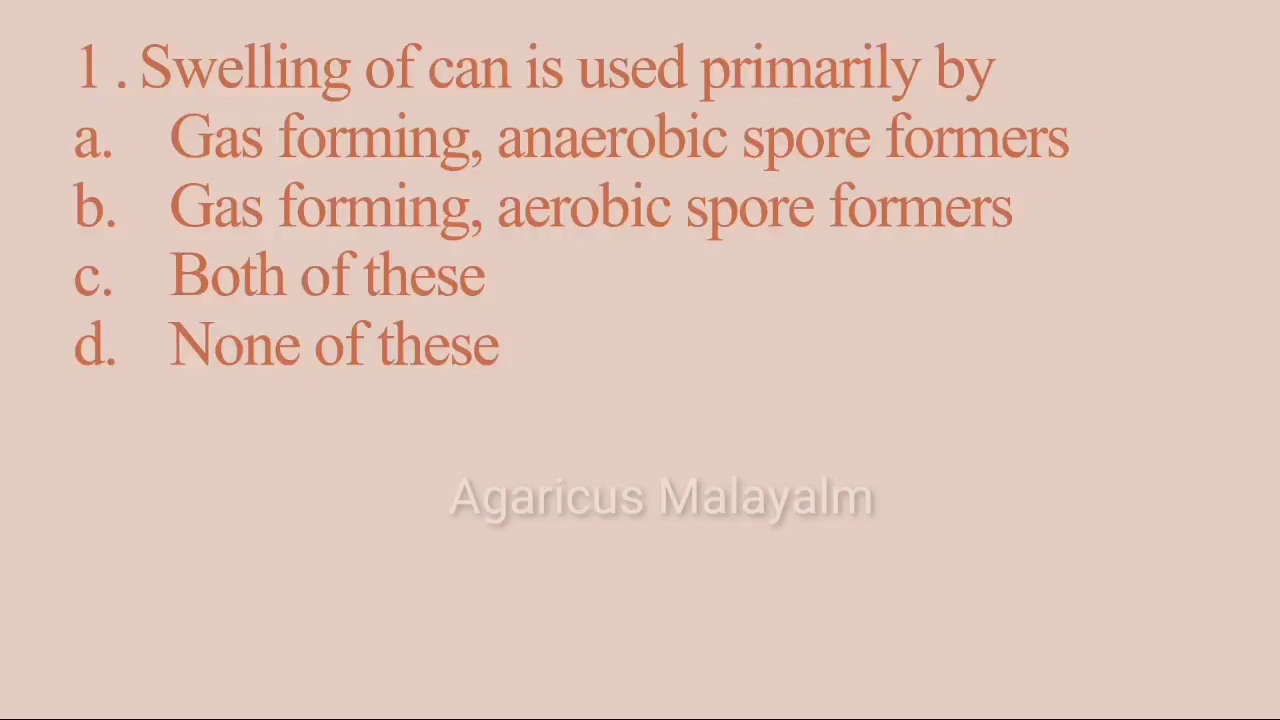 1 . Swelling of can is used primarily by
a. Gas forming, anaerobic spore formers
b. Gas forming, aerobic spore formers
c. Both of these
d. None of these
Agaricus Malayalm